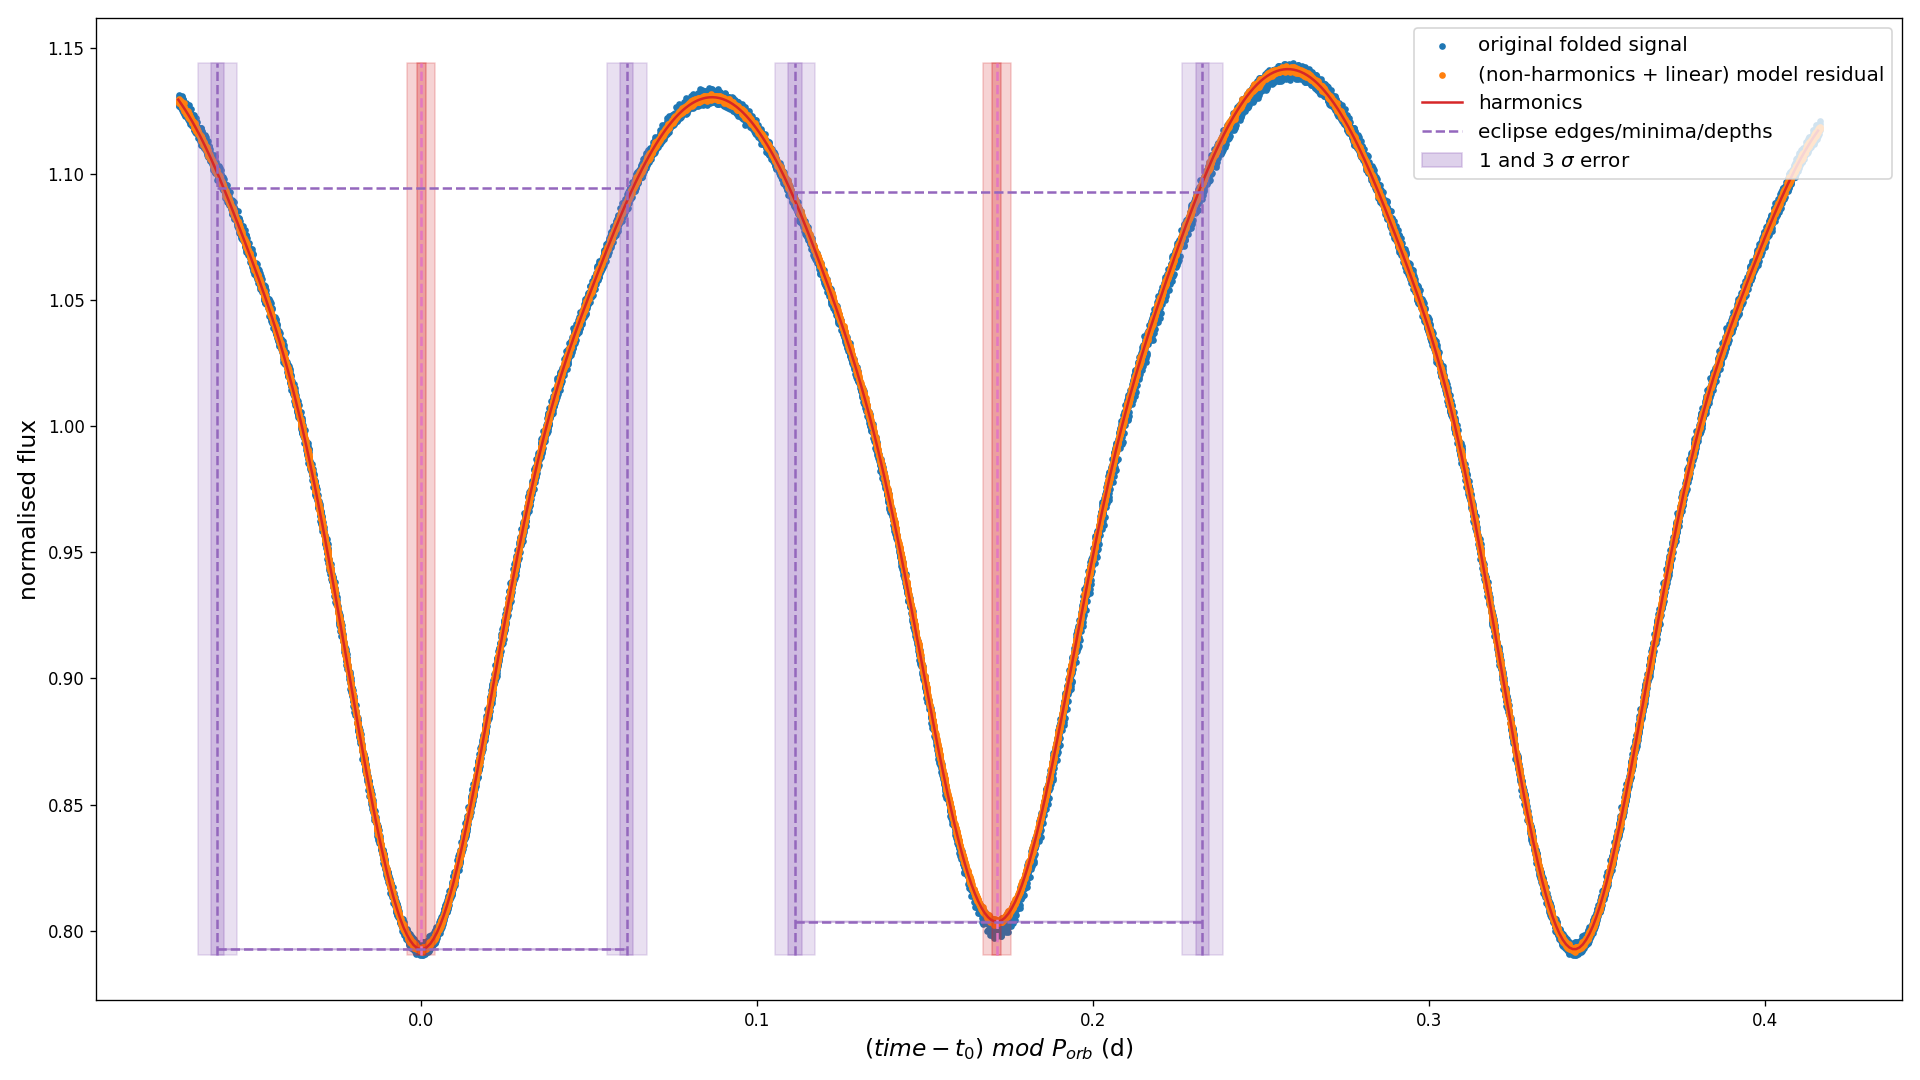 original folded signal
(non-harmonics + linear) model residual
harmonics
eclipse edges/minima/depths
1 and 3 σ error
1.15
1.10
1.05
1.00
0.95
0.90
0.85
0.80
normalised flux
0.0 0.1 0.2 0.3 0.4
(time − t₀) mod Pₒᵣb (d)